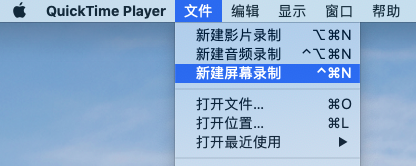 QuickTime Player 文件 编辑 显示 窗口 帮助
新建影片录制 ⌥⌘N
新建音频录制 ^⌥⌘N
新建屏幕录制 ^⌘N
打开文件... ⌘O
打开位置... ⌘L
打开最近使用 ▶